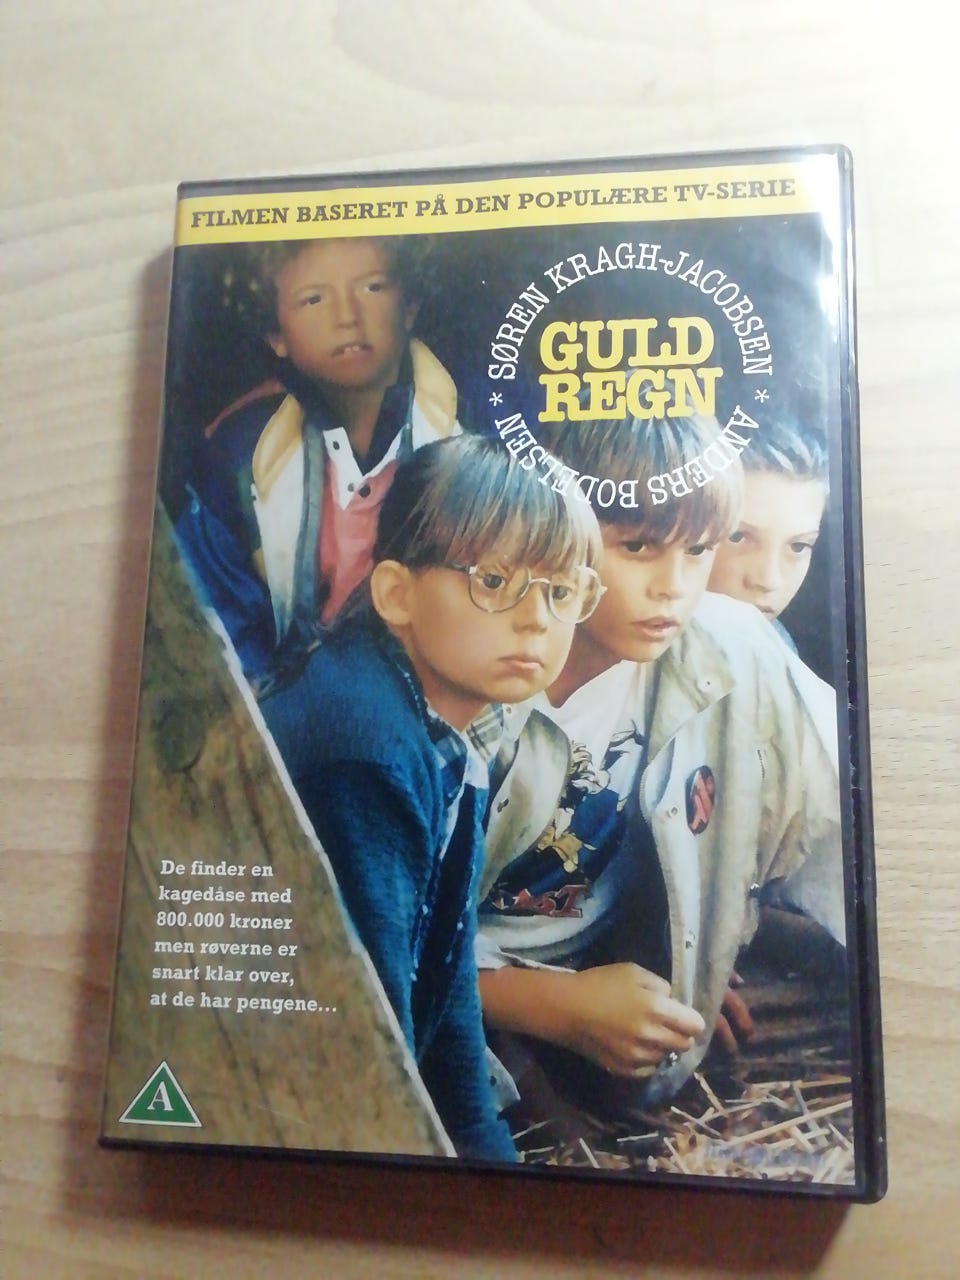 FILMEN BASERET PÅ DEN POPULÆRE TV-SERIE
SØREN KRAGH-JACOBSEN * ANDERS BODELSEN *
GULD
REGN
De finder en
kagedåse med
800.000 kroner
men røverne er
snart klar over,
at de har pengene...
A